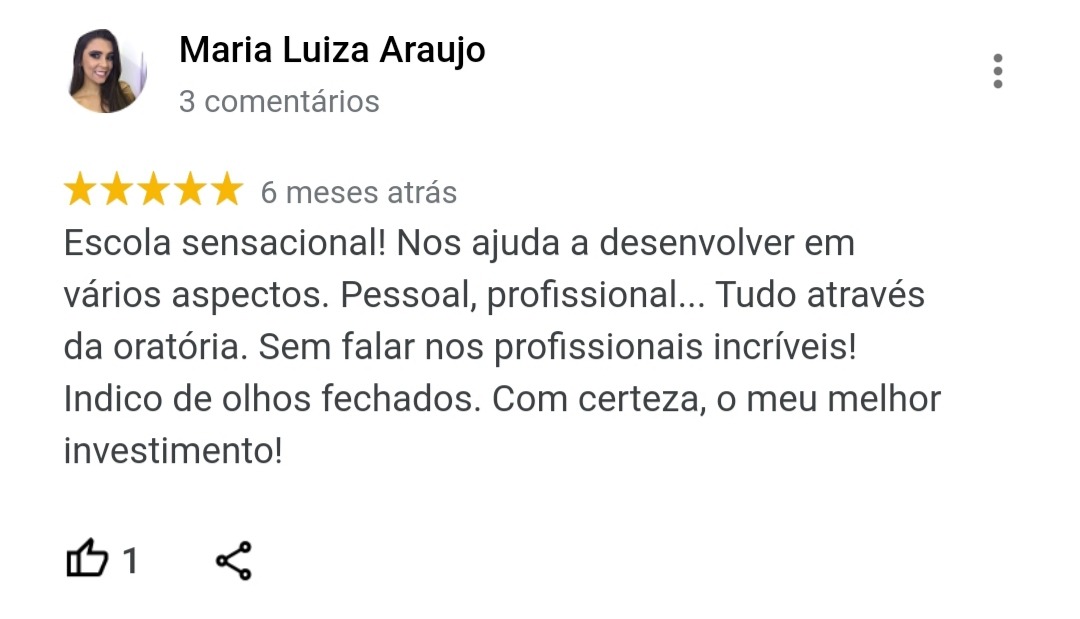 Maria Luiza Araujo
3 comentários
6 meses atrás
Escola sensacional! Nos ajuda a desenvolver em
vários aspectos. Pessoal, profissional... Tudo através
da oratória. Sem falar nos profissionais incríveis!
Indico de olhos fechados. Com certeza, o meu melhor
investimento!
1